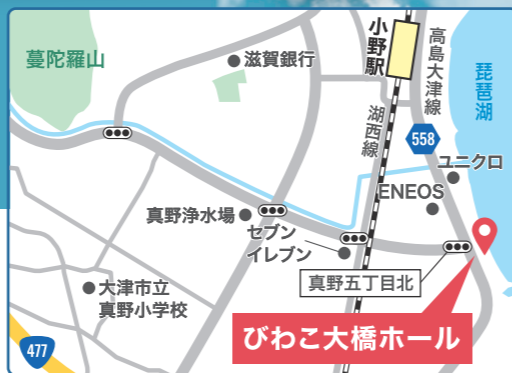 蔓陀羅山
滋賀銀行
小野駅
高島大津線
琵琶湖
湖西線
558
ユニクロ
ENEOS
真野浄水場
セブン
イレブン
真野五丁目北
大津市立
真野小学校
びわこ大橋ホール
477